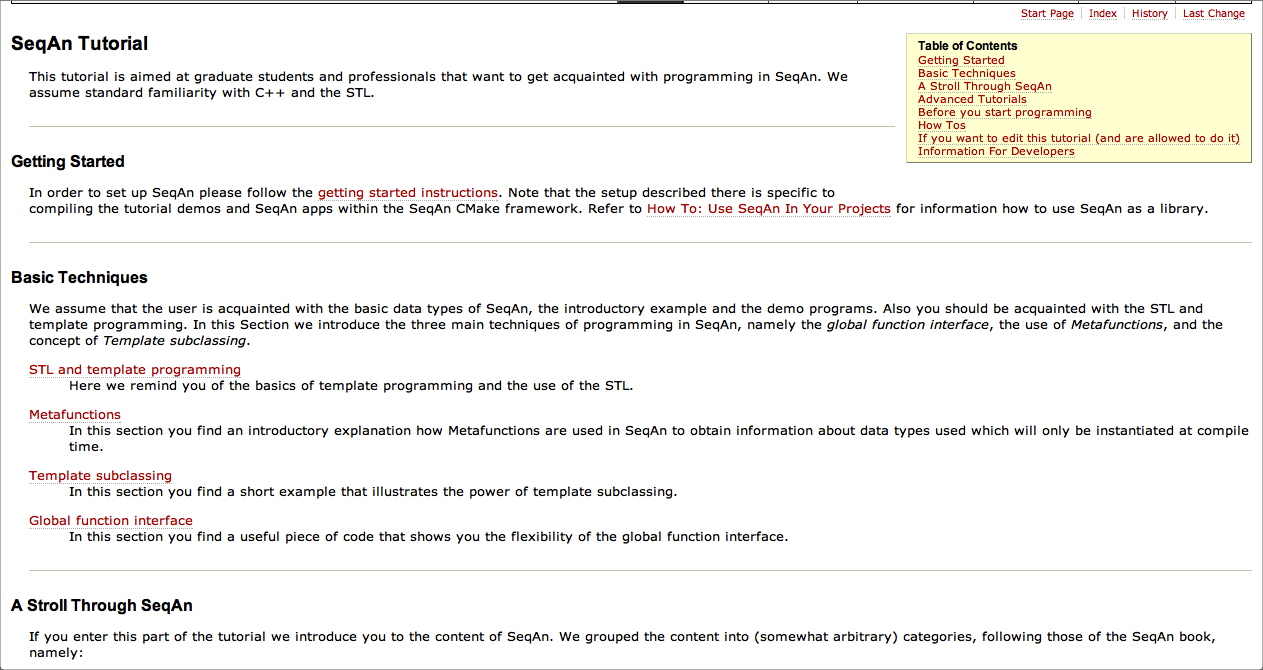 Start Page Index History Last Change
SeqAn Tutorial
This tutorial is aimed at graduate students and professionals that want to get acquainted with programming in SeqAn. We
assume standard familiarity with C++ and the STL.
Table of Contents
Getting Started
Basic Techniques
A Stroll Through SeqAn
Advanced Tutorials
Before you start programming
How Tos
If you want to edit this tutorial (and are allowed to do it)
Information For Developers
Getting Started
In order to set up SeqAn please follow the getting started instructions. Note that the setup described there is specific to
compiling the tutorial demos and SeqAn apps within the SeqAn CMake framework. Refer to How To: Use SeqAn In Your Projects for information how to use SeqAn as a library.
Basic Techniques
We assume that the user is acquainted with the basic data types of SeqAn, the introductory example and the demo programs. Also you should be acquainted with the STL and
template programming. In this Section we introduce the three main techniques of programming in SeqAn, namely the global function interface, the use of Metafunctions, and the
concept of Template subclassing.
STL and template programming
Here we remind you of the basics of template programming and the use of the STL.
Metafunctions
In this section you find an introductory explanation how Metafunctions are used in SeqAn to obtain information about data types used which will only be instantiated at compile
time.
Template subclassing
In this section you find a short example that illustrates the power of template subclassing.
Global function interface
In this section you find a useful piece of code that shows you the flexibility of the global function interface.
A Stroll Through SeqAn
If you enter this part of the tutorial we introduce you to the content of SeqAn. We grouped the content into (somewhat arbitrary) categories, following those of the SeqAn book,
namely: